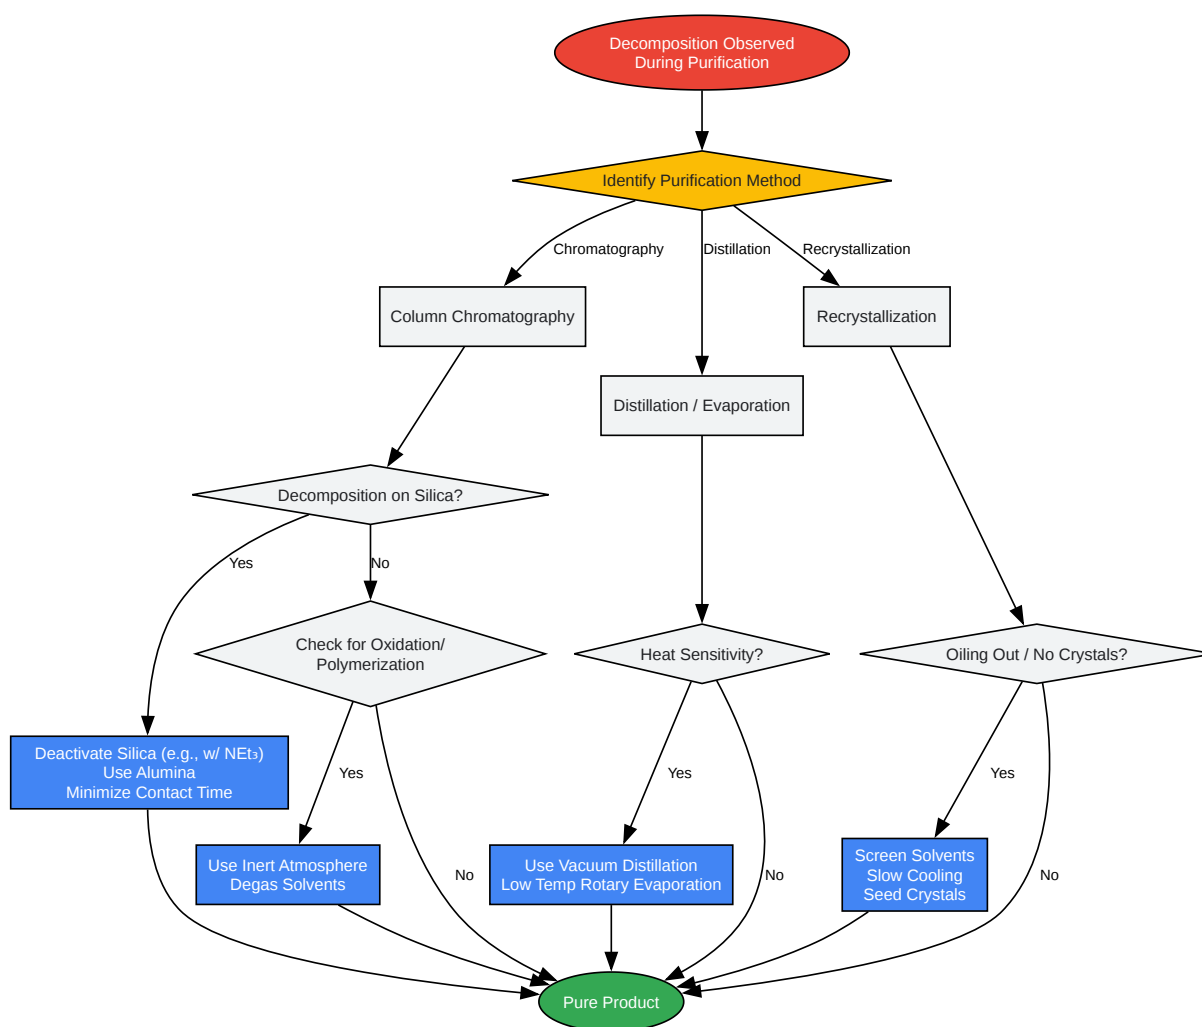 Decomposition Observed
During Purification
Identify Purification Method
Chromatography
Distillation
Recrystallization
Column Chromatography
Recrystallization
Distillation / Evaporation
Decomposition on Silica?
Yes
No
Check for Oxidation/
Polymerization
Heat Sensitivity?
Oiling Out / No Crystals?
Deactivate Silica (e.g., w/ NEt₃)
Use Alumina
Minimize Contact Time
Yes
Yes
Yes
Use Inert Atmosphere
Degas Solvents
No
Use Vacuum Distillation
Low Temp Rotary Evaporation
No
Screen Solvents
Slow Cooling
Seed Crystals
No
Pure Product